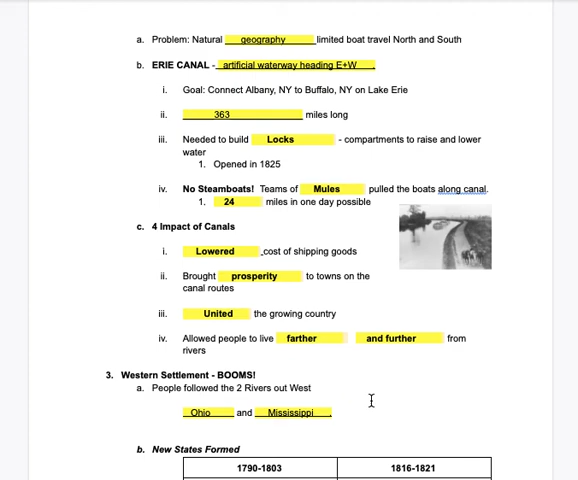 a. Problem: Natural geography limited boat travel North and South
b. ERIE CANAL - artificial waterway heading E+W .
i. Goal: Connect Albany, NY to Buffalo, NY on Lake Erie
ii. 363 miles long
iii. Needed to build Locks - compartments to raise and lower
water
1. Opened in 1825
iv. No Steamboats! Teams of Mules pulled the boats along canal.
1. 24 miles in one day possible
c. 4 Impact of Canals
i. Lowered cost of shipping goods
ii. Brought prosperity to towns on the
canal routes
iii. United the growing country
iv. Allowed people to live farther and further from
rivers
3. Western Settlement - BOOMS!
a. People followed the 2 Rivers out West
Ohio and Mississippi .
b. New States Formed
1790-1803 1816-1821